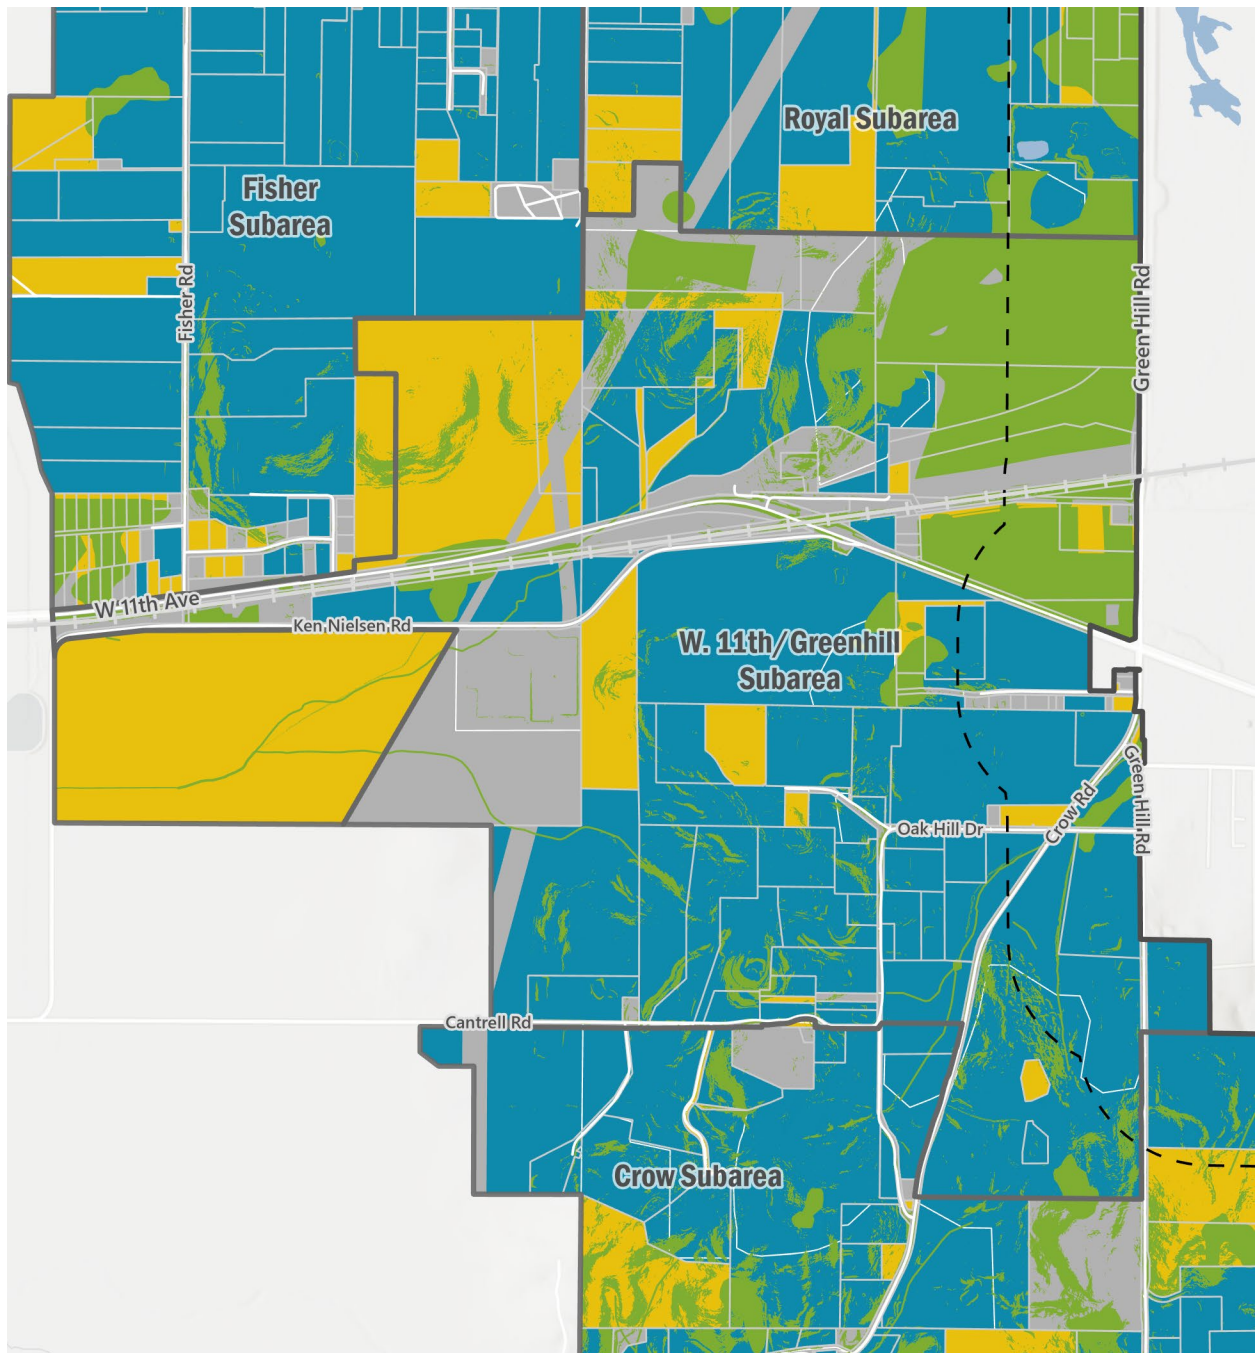 Royal Subarea
Fisher
Subarea
Fisher Rd
Green Hill Rd
W 11th Ave
Ken Nielsen Rd
W. 11th/Greenhill
Subarea
Green Hill Rd
Crow Rd
Oak Hill Dr
Cantrell Rd
Crow Subarea